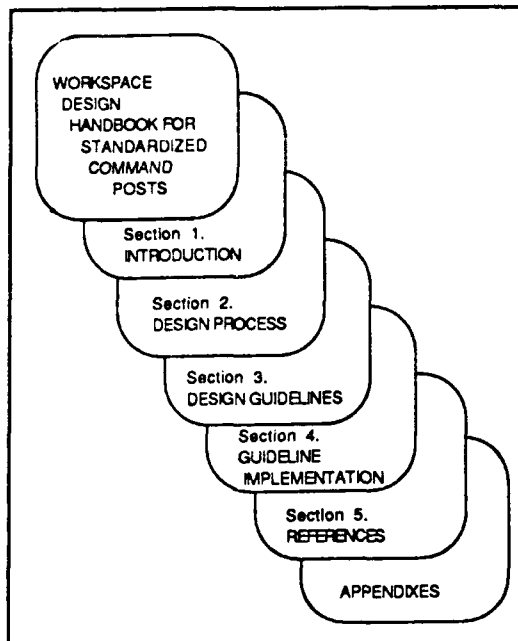 WORKSPACE
DESIGN
HANDBOOK FOR
STANDARDIZED
COMMAND
POSTS
Section 1.
INTRODUCTION
Section 2.
DESIGN PROCESS
Section 3.
DESIGN GUIDELINES
Section 4.
GUIDELINE
IMPLEMENTATION
Section 5.
REFERENCES
APPENDIXES